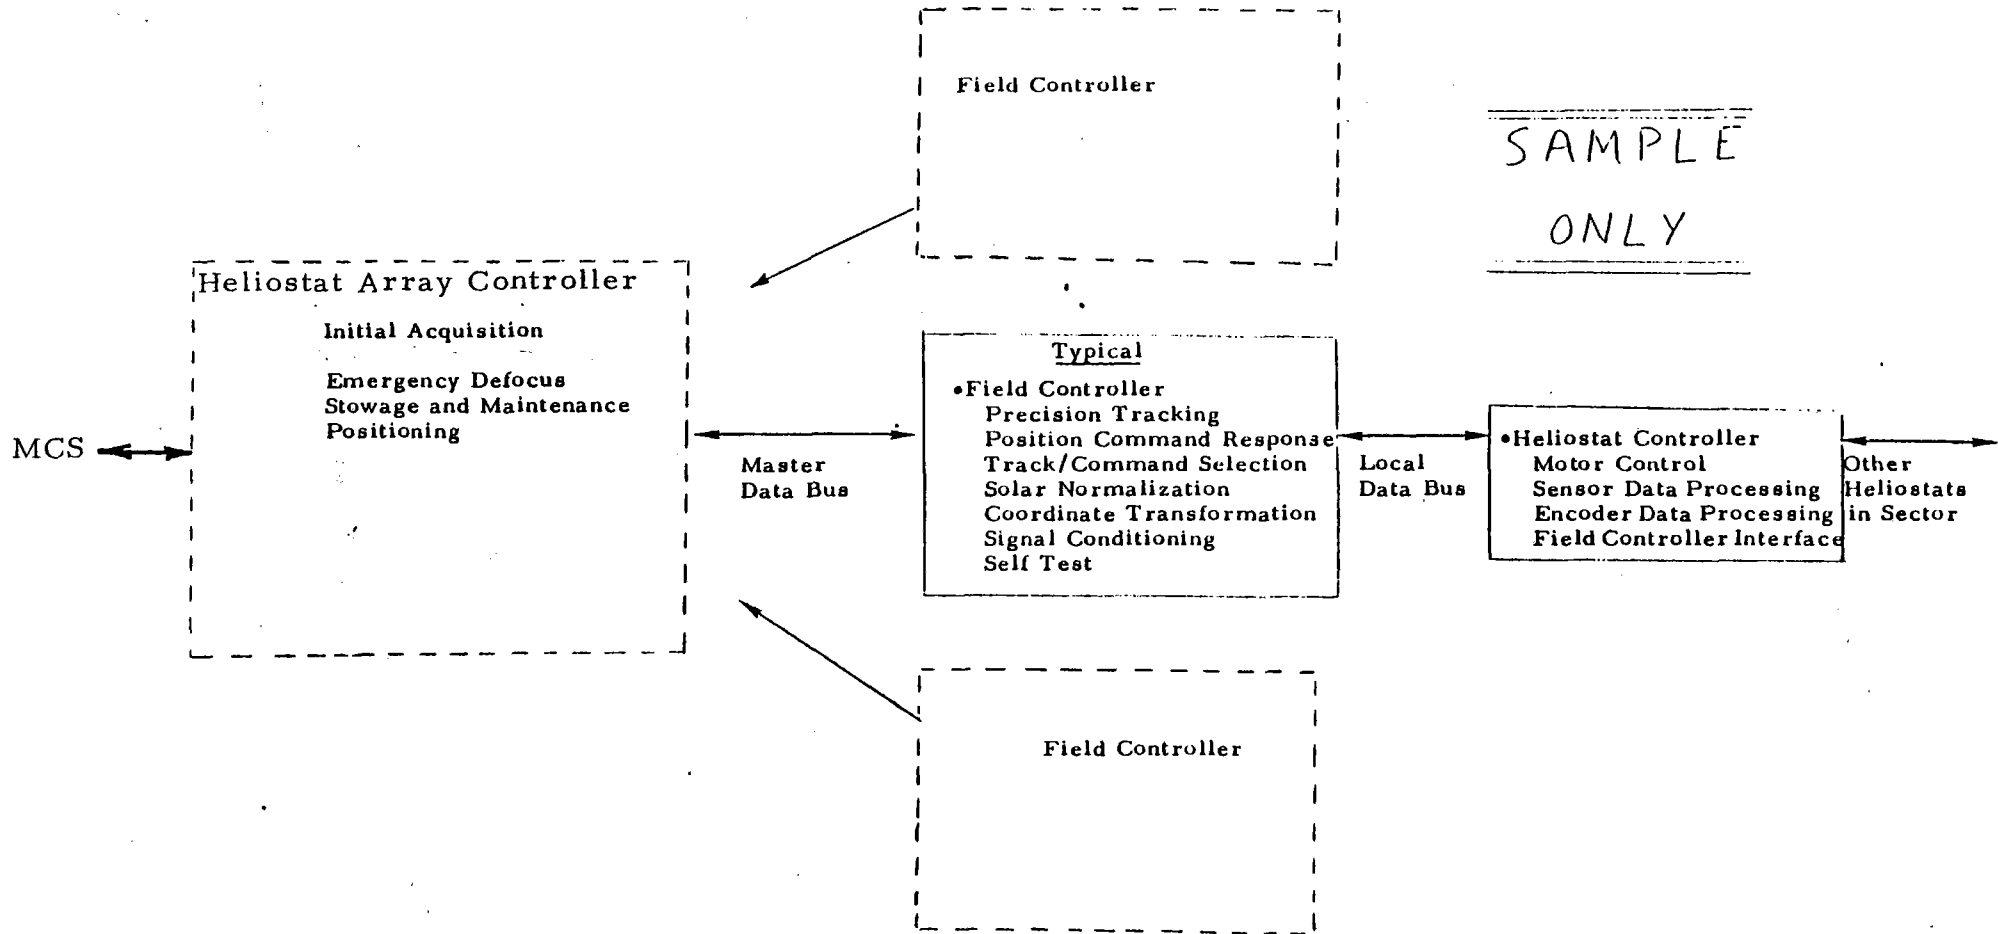 Field Controller
SAMPLE
ONLY
Heliostat Array Controller
Initial Acquisition
Emergency Defocus
Stowage and Maintenance
Positioning
MCS
Master
Data Bus
Typical
•Field Controller
Precision Tracking
Position Command Response
Track/Command Selection
Solar Normalization
Coordinate Transformation
Signal Conditioning
Self Test
Local
Data Bus
•Heliostat Controller
Motor Control
Sensor Data Processing
Encoder Data Processing
Field Controller Interface
Other
Heliostats
in Sector
Field Controller